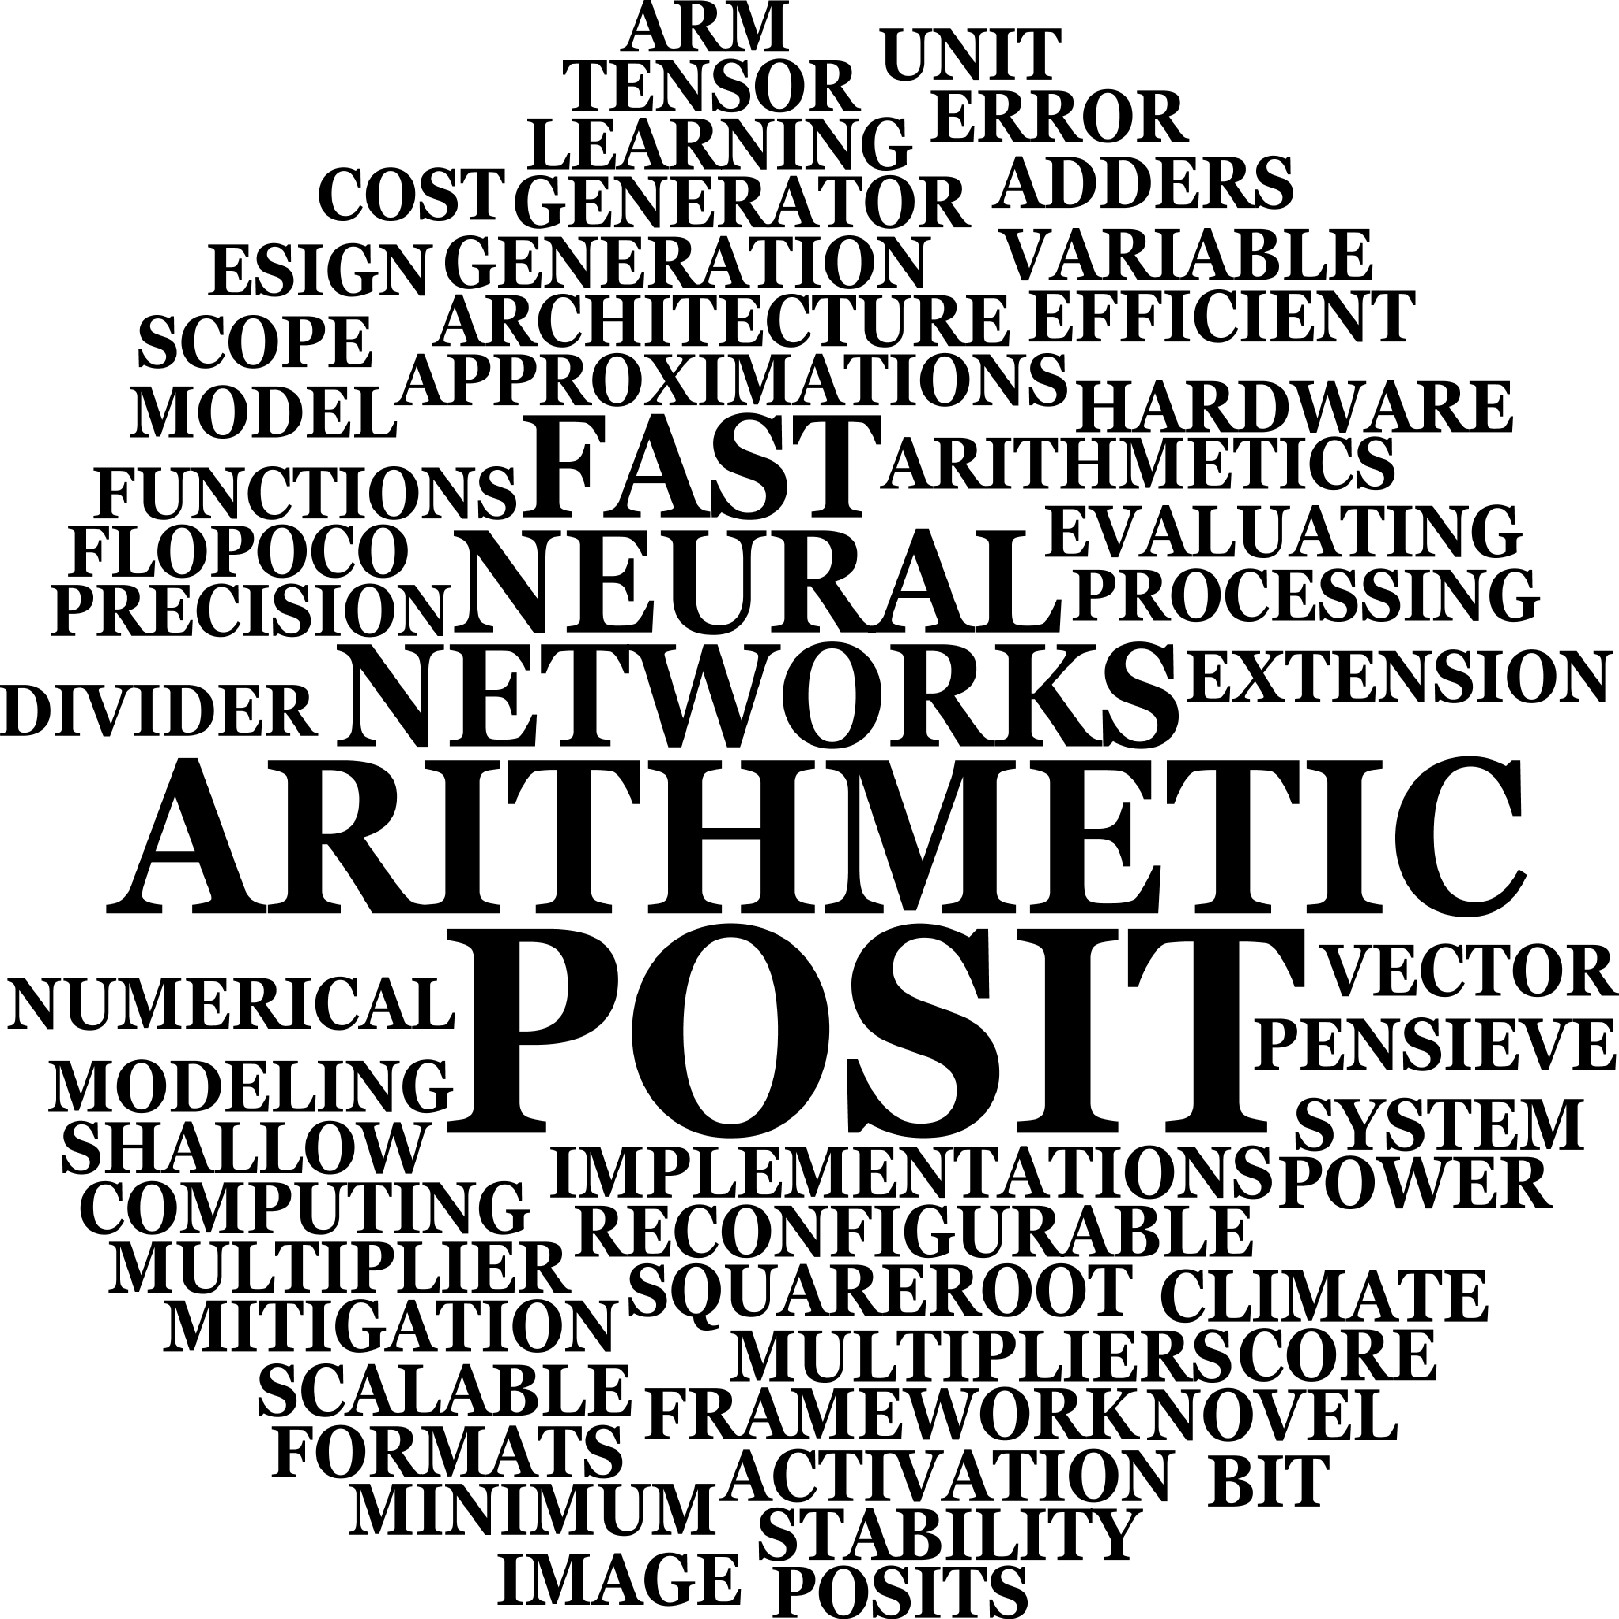 ARM
UNIT
TENSOR
ERROR
LEARNING
COST GENERATOR ADDERS
ESIGN GENERATION VARIABLE
SCOPE ARCHITECTURE EFFICIENT
MODEL APPROXIMATIONS HARDWARE
FUNCTIONS FAST ARITHMETICS
FLOPOCO NEURAL EVALUATING
PRECISION PROCESSING
DIVIDER NETWORKS EXTENSION
ARITHMETIC
POSIT VECTOR
NUMERICAL PENSIEVE
MODELING SYSTEM
SHALLOW IMPLEMENTATIONS POWER
COMPUTING RECONFIGURABLE
MULTIPLIER SQUAREROOT CLIMATE
MITIGATION MULTIPLIERS CORE
SCALABLE FRAMEWORK NOVEL
FORMATS ACTIVATION BIT
MINIMUM STABILITY
IMAGE POSITS